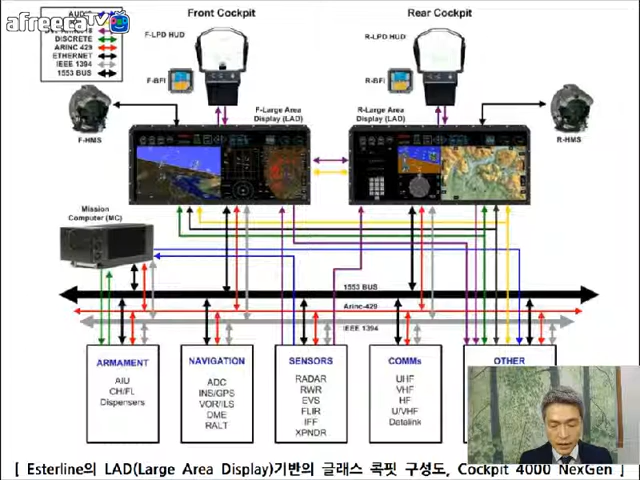 afreecaTV
Front Cockpit
Rear Cockpit
AUDIO
DISCRETE
ARINC 429
ETHERNET
IEEE 1394
1553 BUS
F-LPD HUD
R-LPD HUD
F-BFI
R-BFI
F-Large Area
Display (LAD)
R-Large Area
Display (LAD)
F-HMS
R-HMS
Mission
Computer (MC)
1553 BUS
Arinc-429
IEEE 1394
ARMAMENT
AIU
CH/FL
Dispensers
NAVIGATION
ADC
INS/GPS
VOR/ILS
DME
RALT
SENSORS
RADAR
RWR
EVS
FLIR
IFF
XPNDR
COMMs
UHF
VHF
HF
U/VHF
Datalink
OTHER
[ Esterline의 LAD(Large Area Display)기반의 글래스 콕핏 구성도, Cockpit 4000 NexGen ]